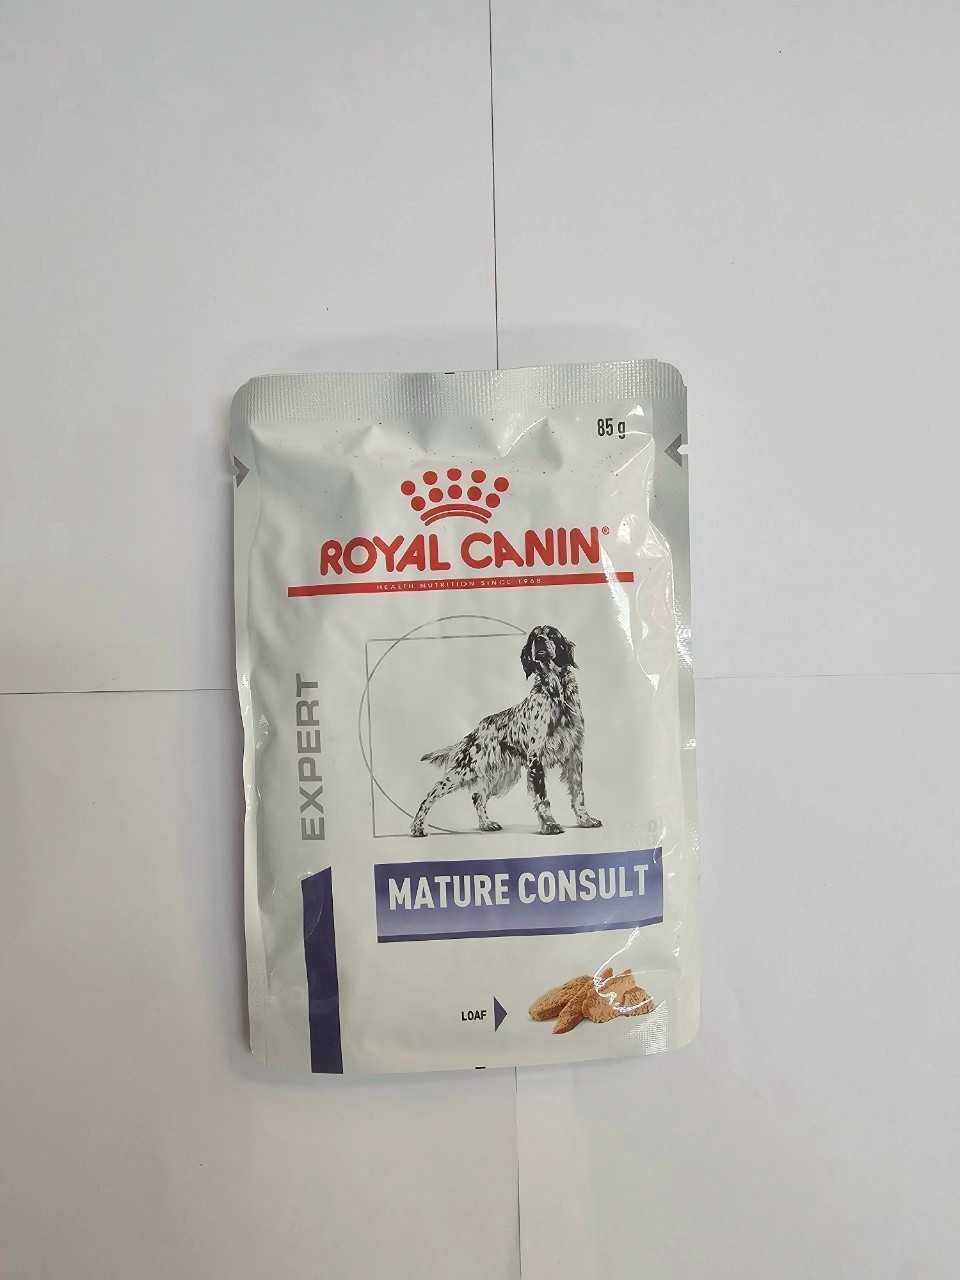 85 g
ROYAL CANIN®
HEALTH NUTRITION SINCE 1968
EXPERT
MATURE CONSULT
LOAF